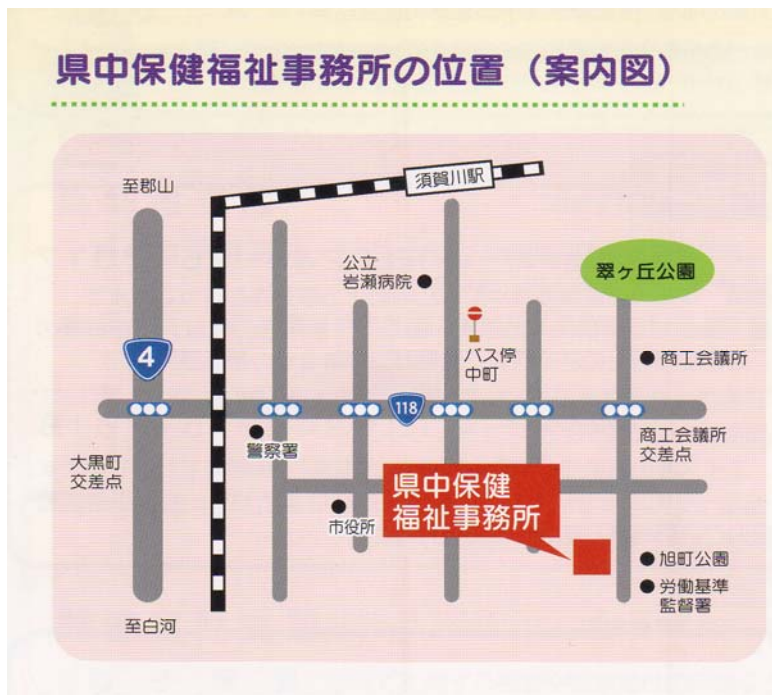 県中保健福祉事務所の位置（案内図）
至郡山
須賀川駅
公立
岩瀬病院
翠ヶ丘公園
4
バス停
中町
商工会議所
118
大黒町
交差点
警察署
商工会議所
交差点
県中保健
福祉事務所
市役所
旭町公園
労働基準
監督署
至白河